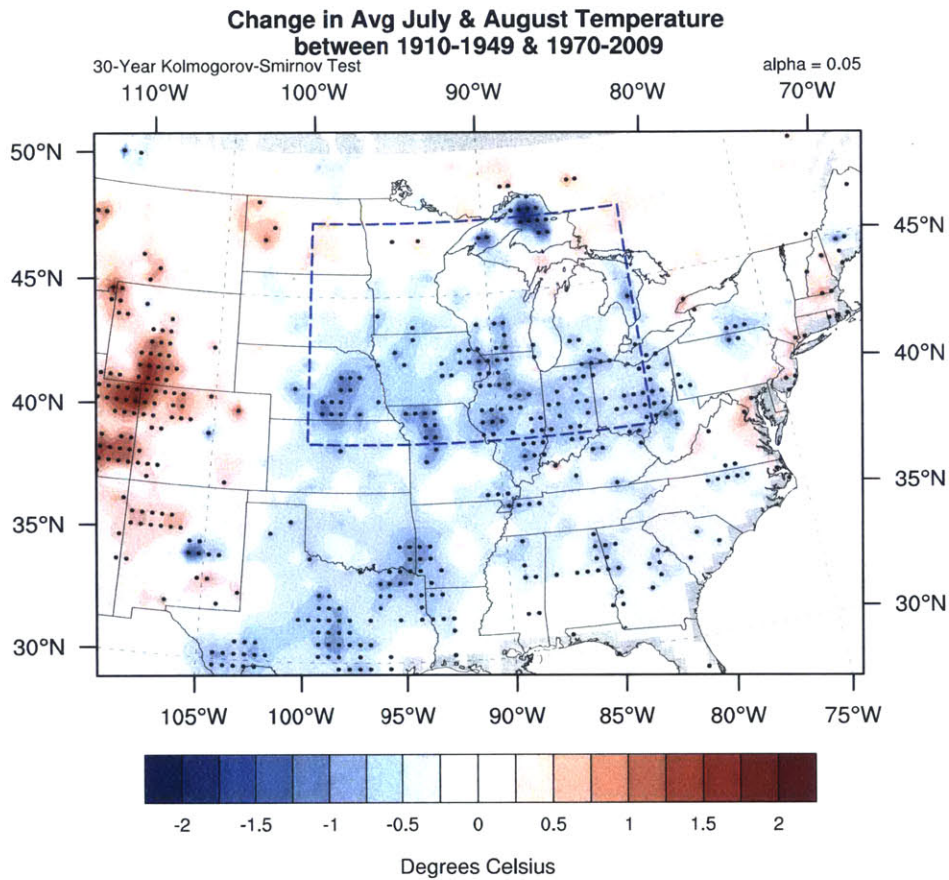 Change in Avg July & August Temperature
between 1910-1949 & 1970-2009
30-Year Kolmogorov-Smirnov Test alpha = 0.05
110°W 100°W 90°W 80°W 70°W
50°N
45°N
45°N
40°N
40°N
35°N
35°N
30°N
30°N
105°W 100°W 95°W 90°W 85°W 80°W 75°W
-2 -1.5 -1 -0.5 0 0.5 1 1.5 2
Degrees Celsius